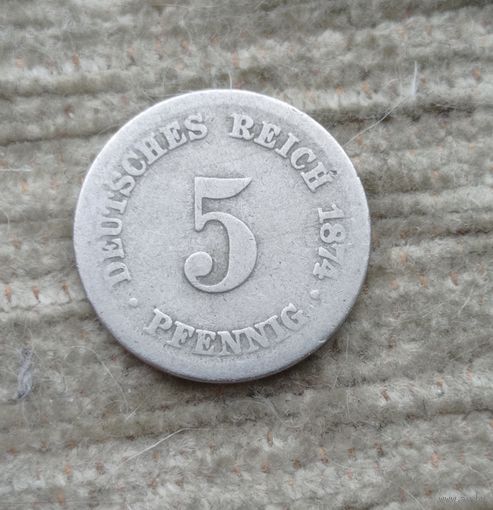 DEUTSCHES REICH 1874
5
PFENNIG